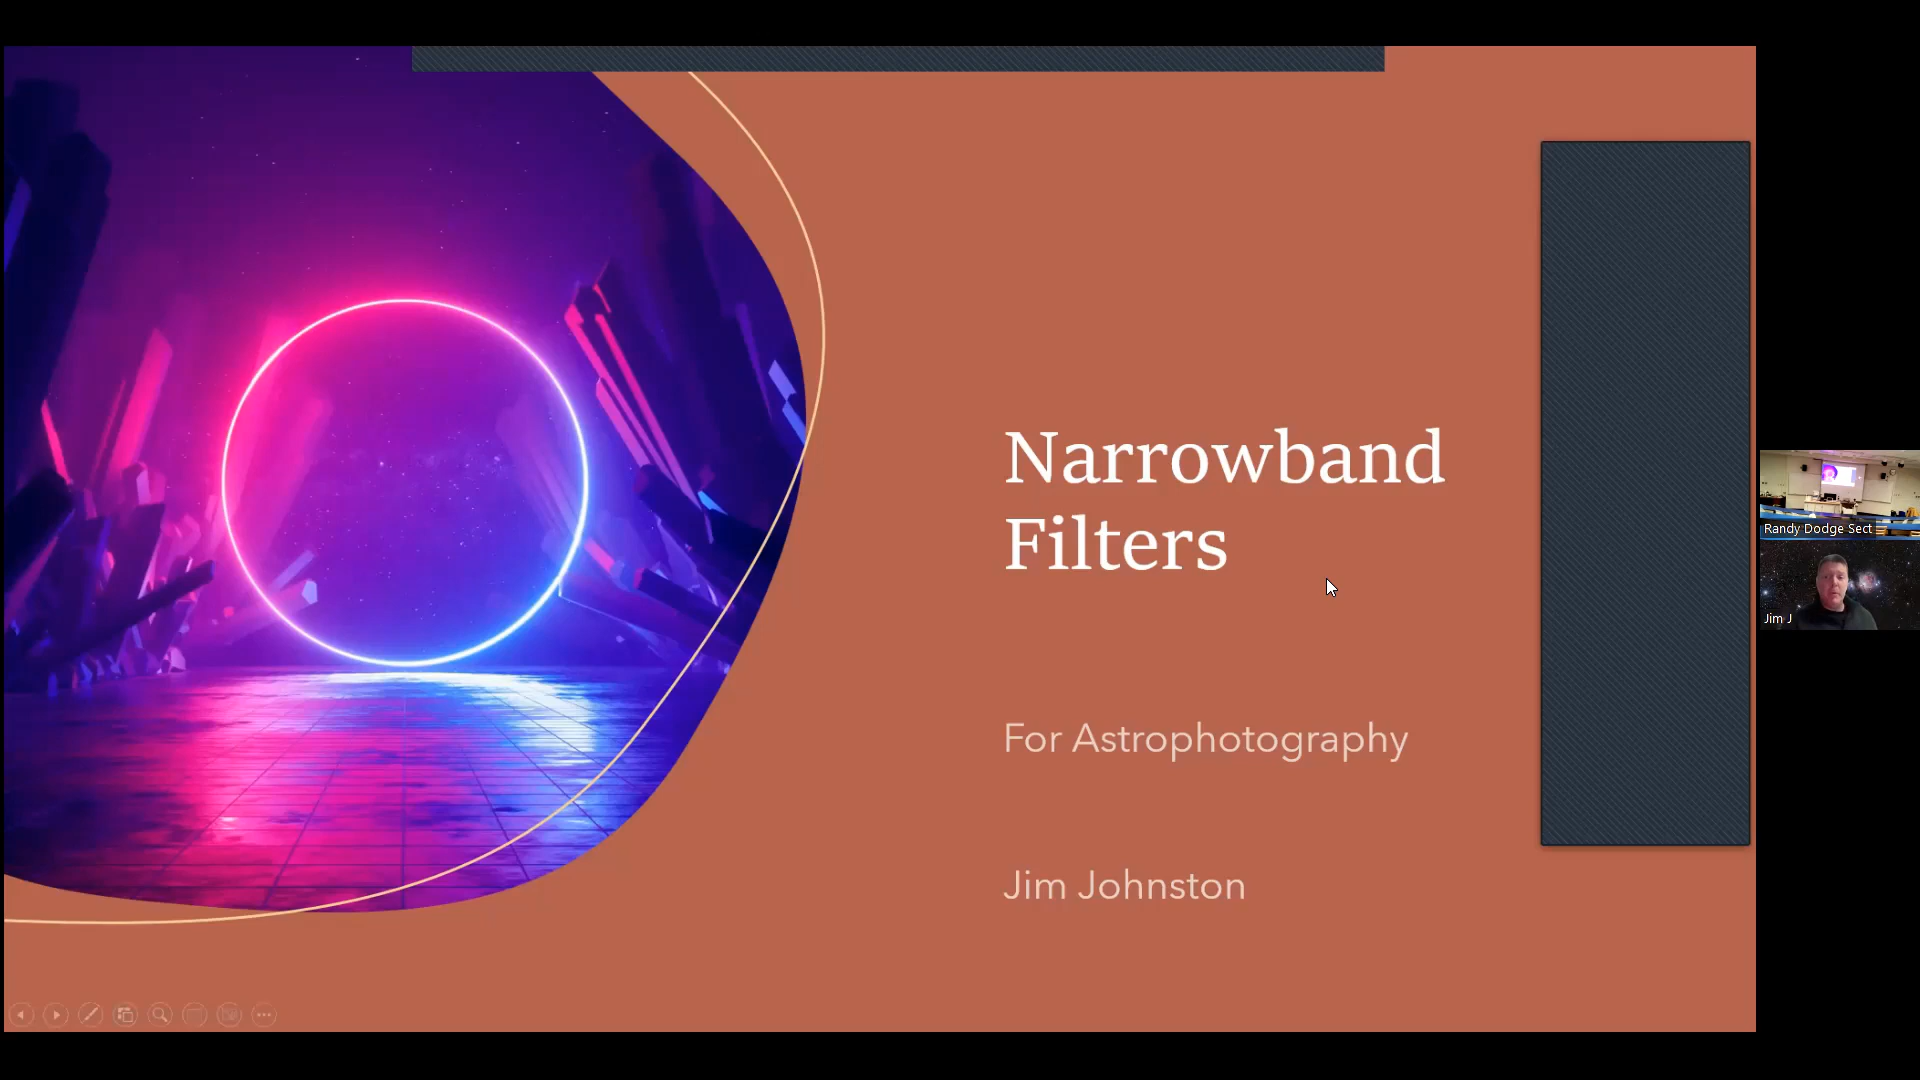 Narrowband
Filters
For Astrophotography
Jim Johnston
Randy Dodge Sect
Jim J